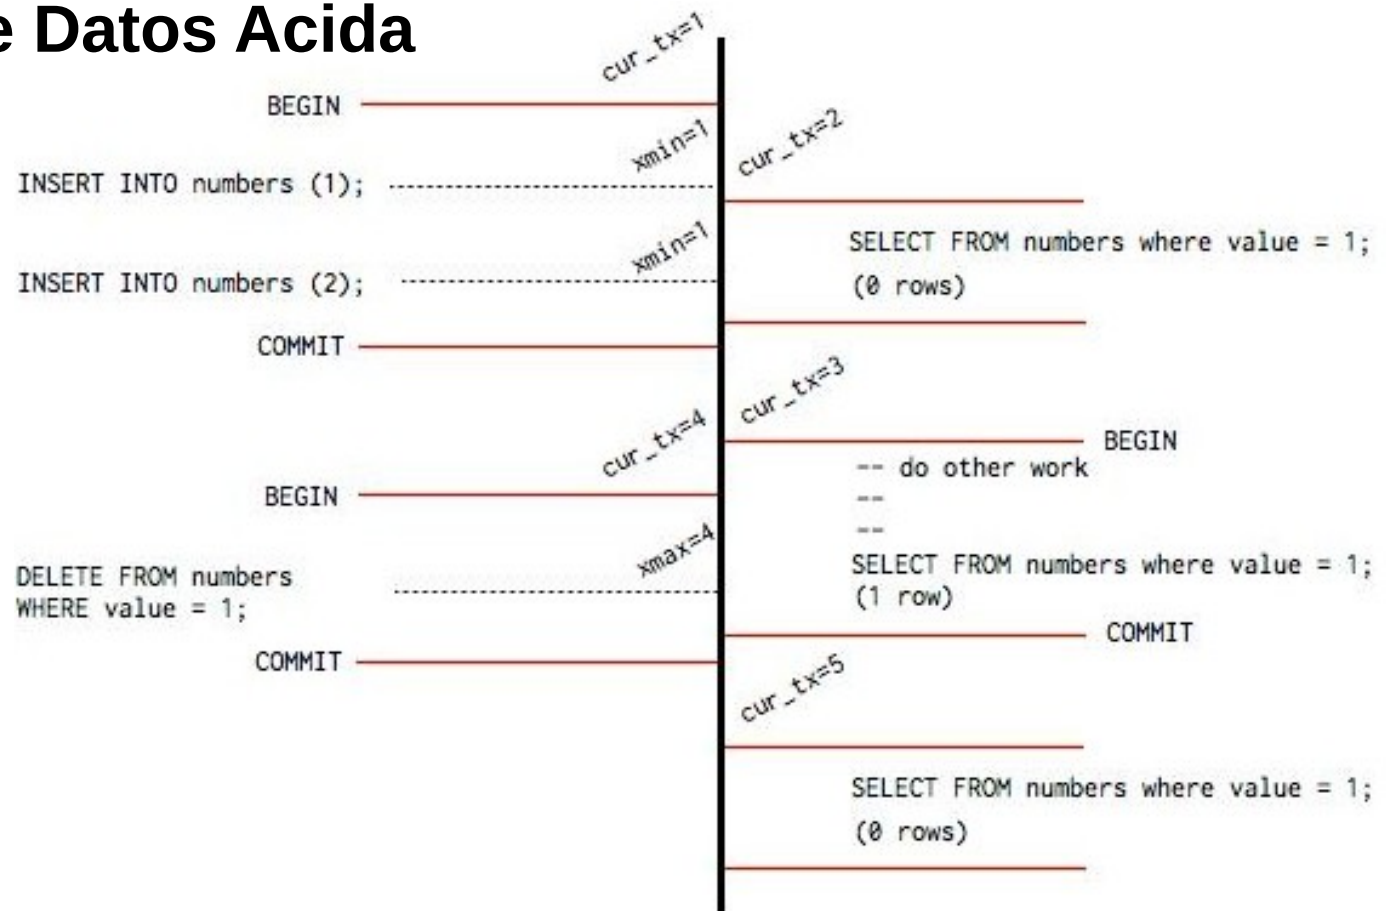 e Datos Acida
cur_tx=1
BEGIN
xmin=1
cur_tx=2
INSERT INTO numbers (1);
xmin=1
SELECT FROM numbers where value = 1;
INSERT INTO numbers (2);
(0 rows)
COMMIT
cur_tx=3
cur_tx=4
BEGIN
-- do other work
BEGIN
--
--
xmax=4
SELECT FROM numbers where value = 1;
DELETE FROM numbers
(1 row)
WHERE value = 1;
COMMIT
COMMIT
cur_tx=5
SELECT FROM numbers where value = 1;
(0 rows)